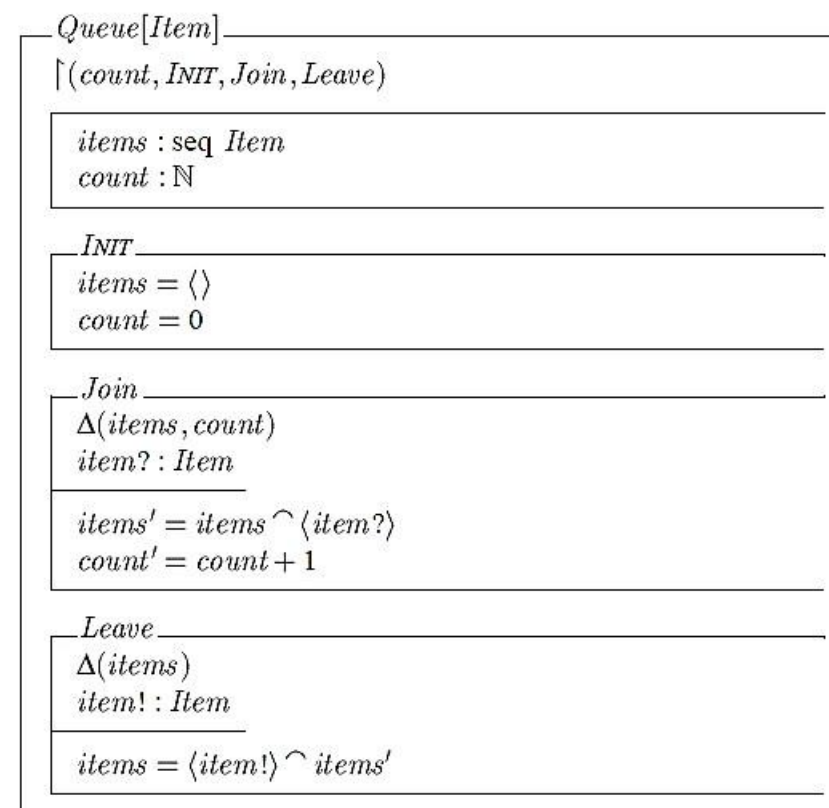 Queue[Item]
↾(count, INIT, Join, Leave)
items : seq Item
count : ℕ
INIT
items = ⟨⟩
count = 0
Join
Δ(items, count)
item? : Item
items′ = items ⌢ ⟨item?⟩
count′ = count + 1
Leave
Δ(items)
item! : Item
items = ⟨item!⟩ ⌢ items′